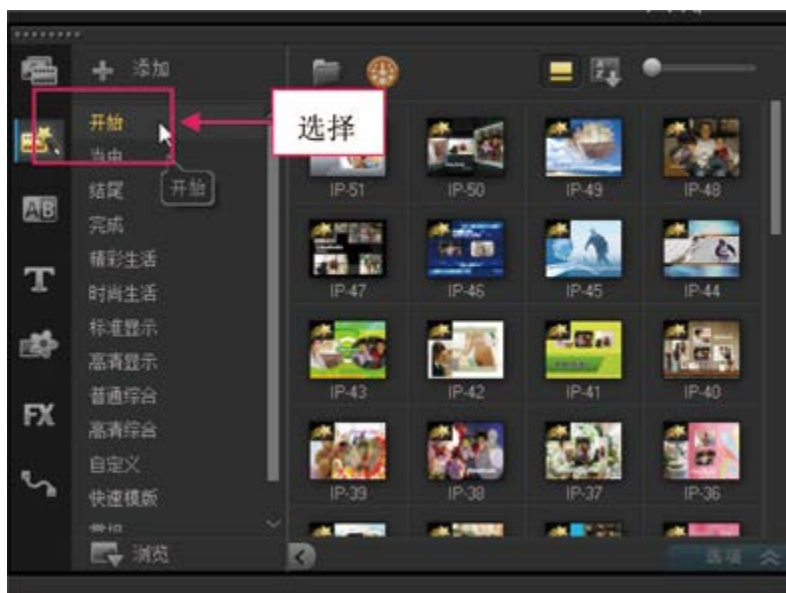 添加
开始
选择
当中
开始
结尾
完成
精彩生活
时尚生活
标准显示
高清显示
普通综合
高清综合
自定义
快速模版
浏览
AB
T
FX
A
Z
IP-51 IP-50 IP-49 IP-48
IP-47 IP-46 IP-45 IP-44
IP-43 IP-42 IP-41 IP-40
IP-39 IP-38 IP-37 IP-36
选项